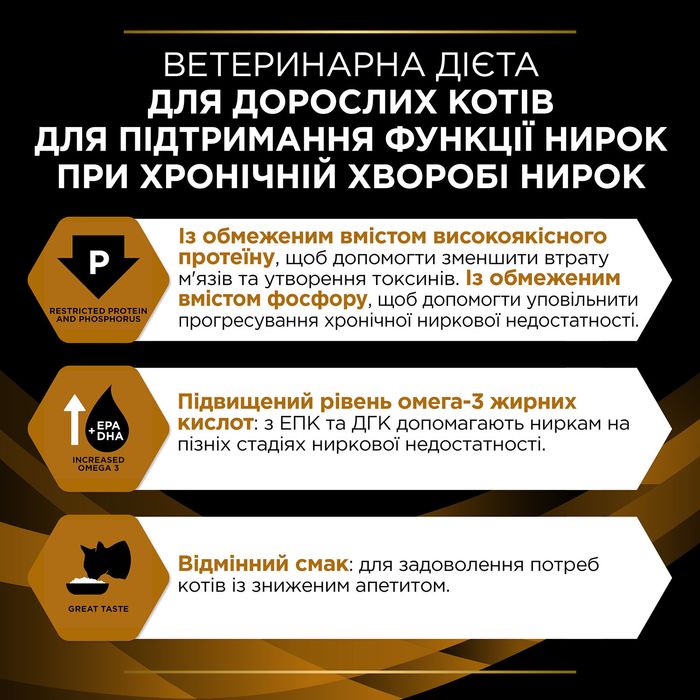 ВЕТЕРИНАРНА ДІЄТА
ДЛЯ ДОРОСЛИХ КОТІВ
ДЛЯ ПІДТРИМАННЯ ФУНКЦІЇ НИРОК
ПРИ ХРОНІЧНІЙ ХВОРОБІ НИРОК
P
RESTRICTED PROTEIN
AND PHOSPHORUS
Із обмеженим вмістом високоякісного
протеїну, щоб допомогти зменшити втрату
м'язів та утворення токсинів. Із обмеженим
вмістом фосфору, щоб допомогти уповільнити
прогресування хронічної ниркової недостатності.
+EPA
DHA
INCREASED
OMEGA 3
Підвищений рівень омега-3 жирних
кислот: з ЕПК та ДГК допомагають ниркам на
пізніх стадіях ниркової недостатності.
GREAT TASTE
Відмінний смак: для задоволення потреб
котів із зниженим апетитом.